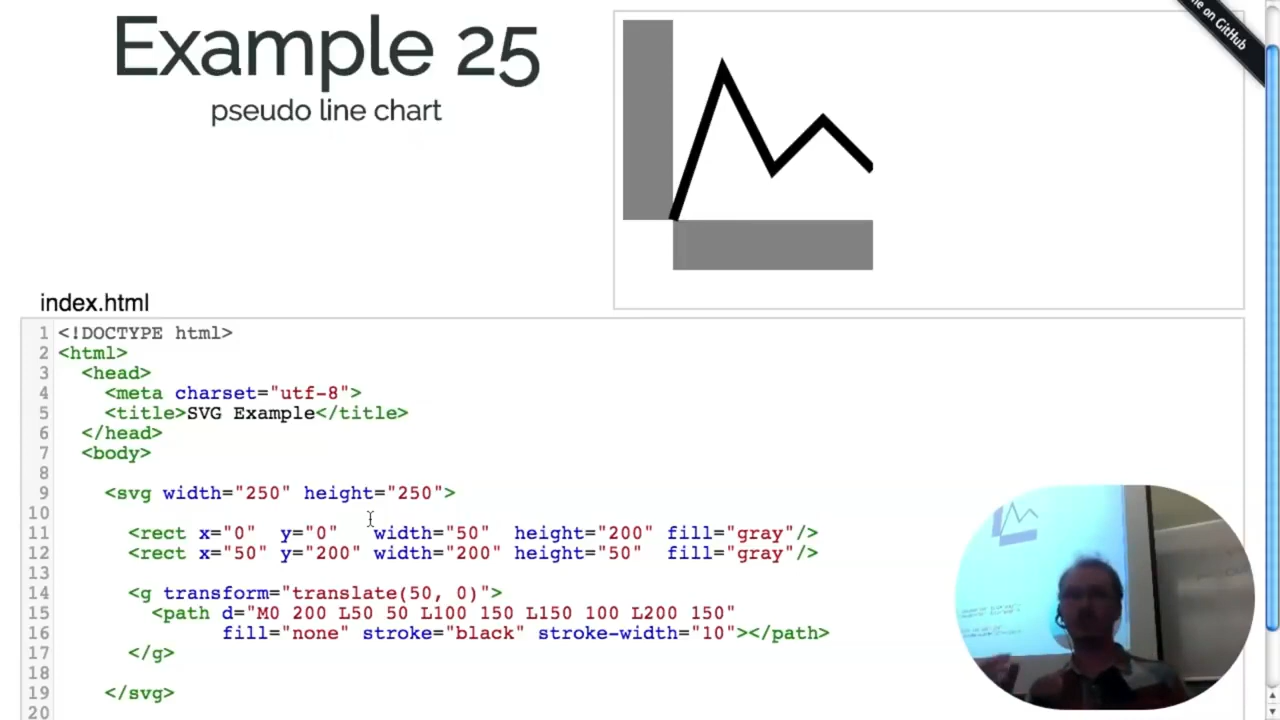 Example 25
pseudo line chart
me on GitHub
index.html
1 <!DOCTYPE html>
2 <html>
3 <head>
4 <meta charset="utf-8">
5 <title>SVG Example</title>
6 </head>
7 <body>
8
9 <svg width="250" height="250">
10
11 <rect x="0" y="0" width="50" height="200" fill="gray"/>
12 <rect x="50" y="200" width="200" height="50" fill="gray"/>
13
14 <g transform="translate(50, 0)">
15 <path d="M0 200 L50 50 L100 150 L150 100 L200 150"
16 fill="none" stroke="black" stroke-width="10"></path>
17 </g>
18
19 </svg>
20